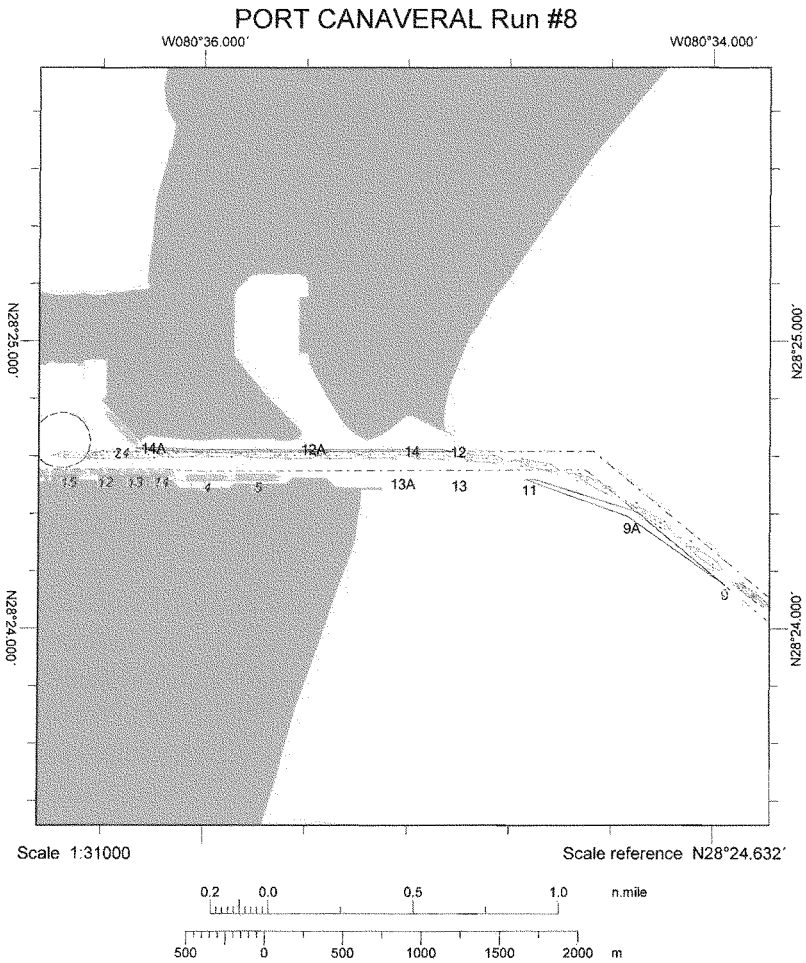 PORT CANAVERAL Run #8
W080°36.000´ W080°34.000´
N28°25.000´ N28°25.000´
24 14A 12A 14 12
15 12 13 14 4 5 13A 13 11
9A
9
N28°24.000´ N28°24.000´
Scale 1:31000 Scale reference N28°24.632´
0.2 0.0 0.5 1.0 n.mile
500 0 500 1000 1500 2000 m